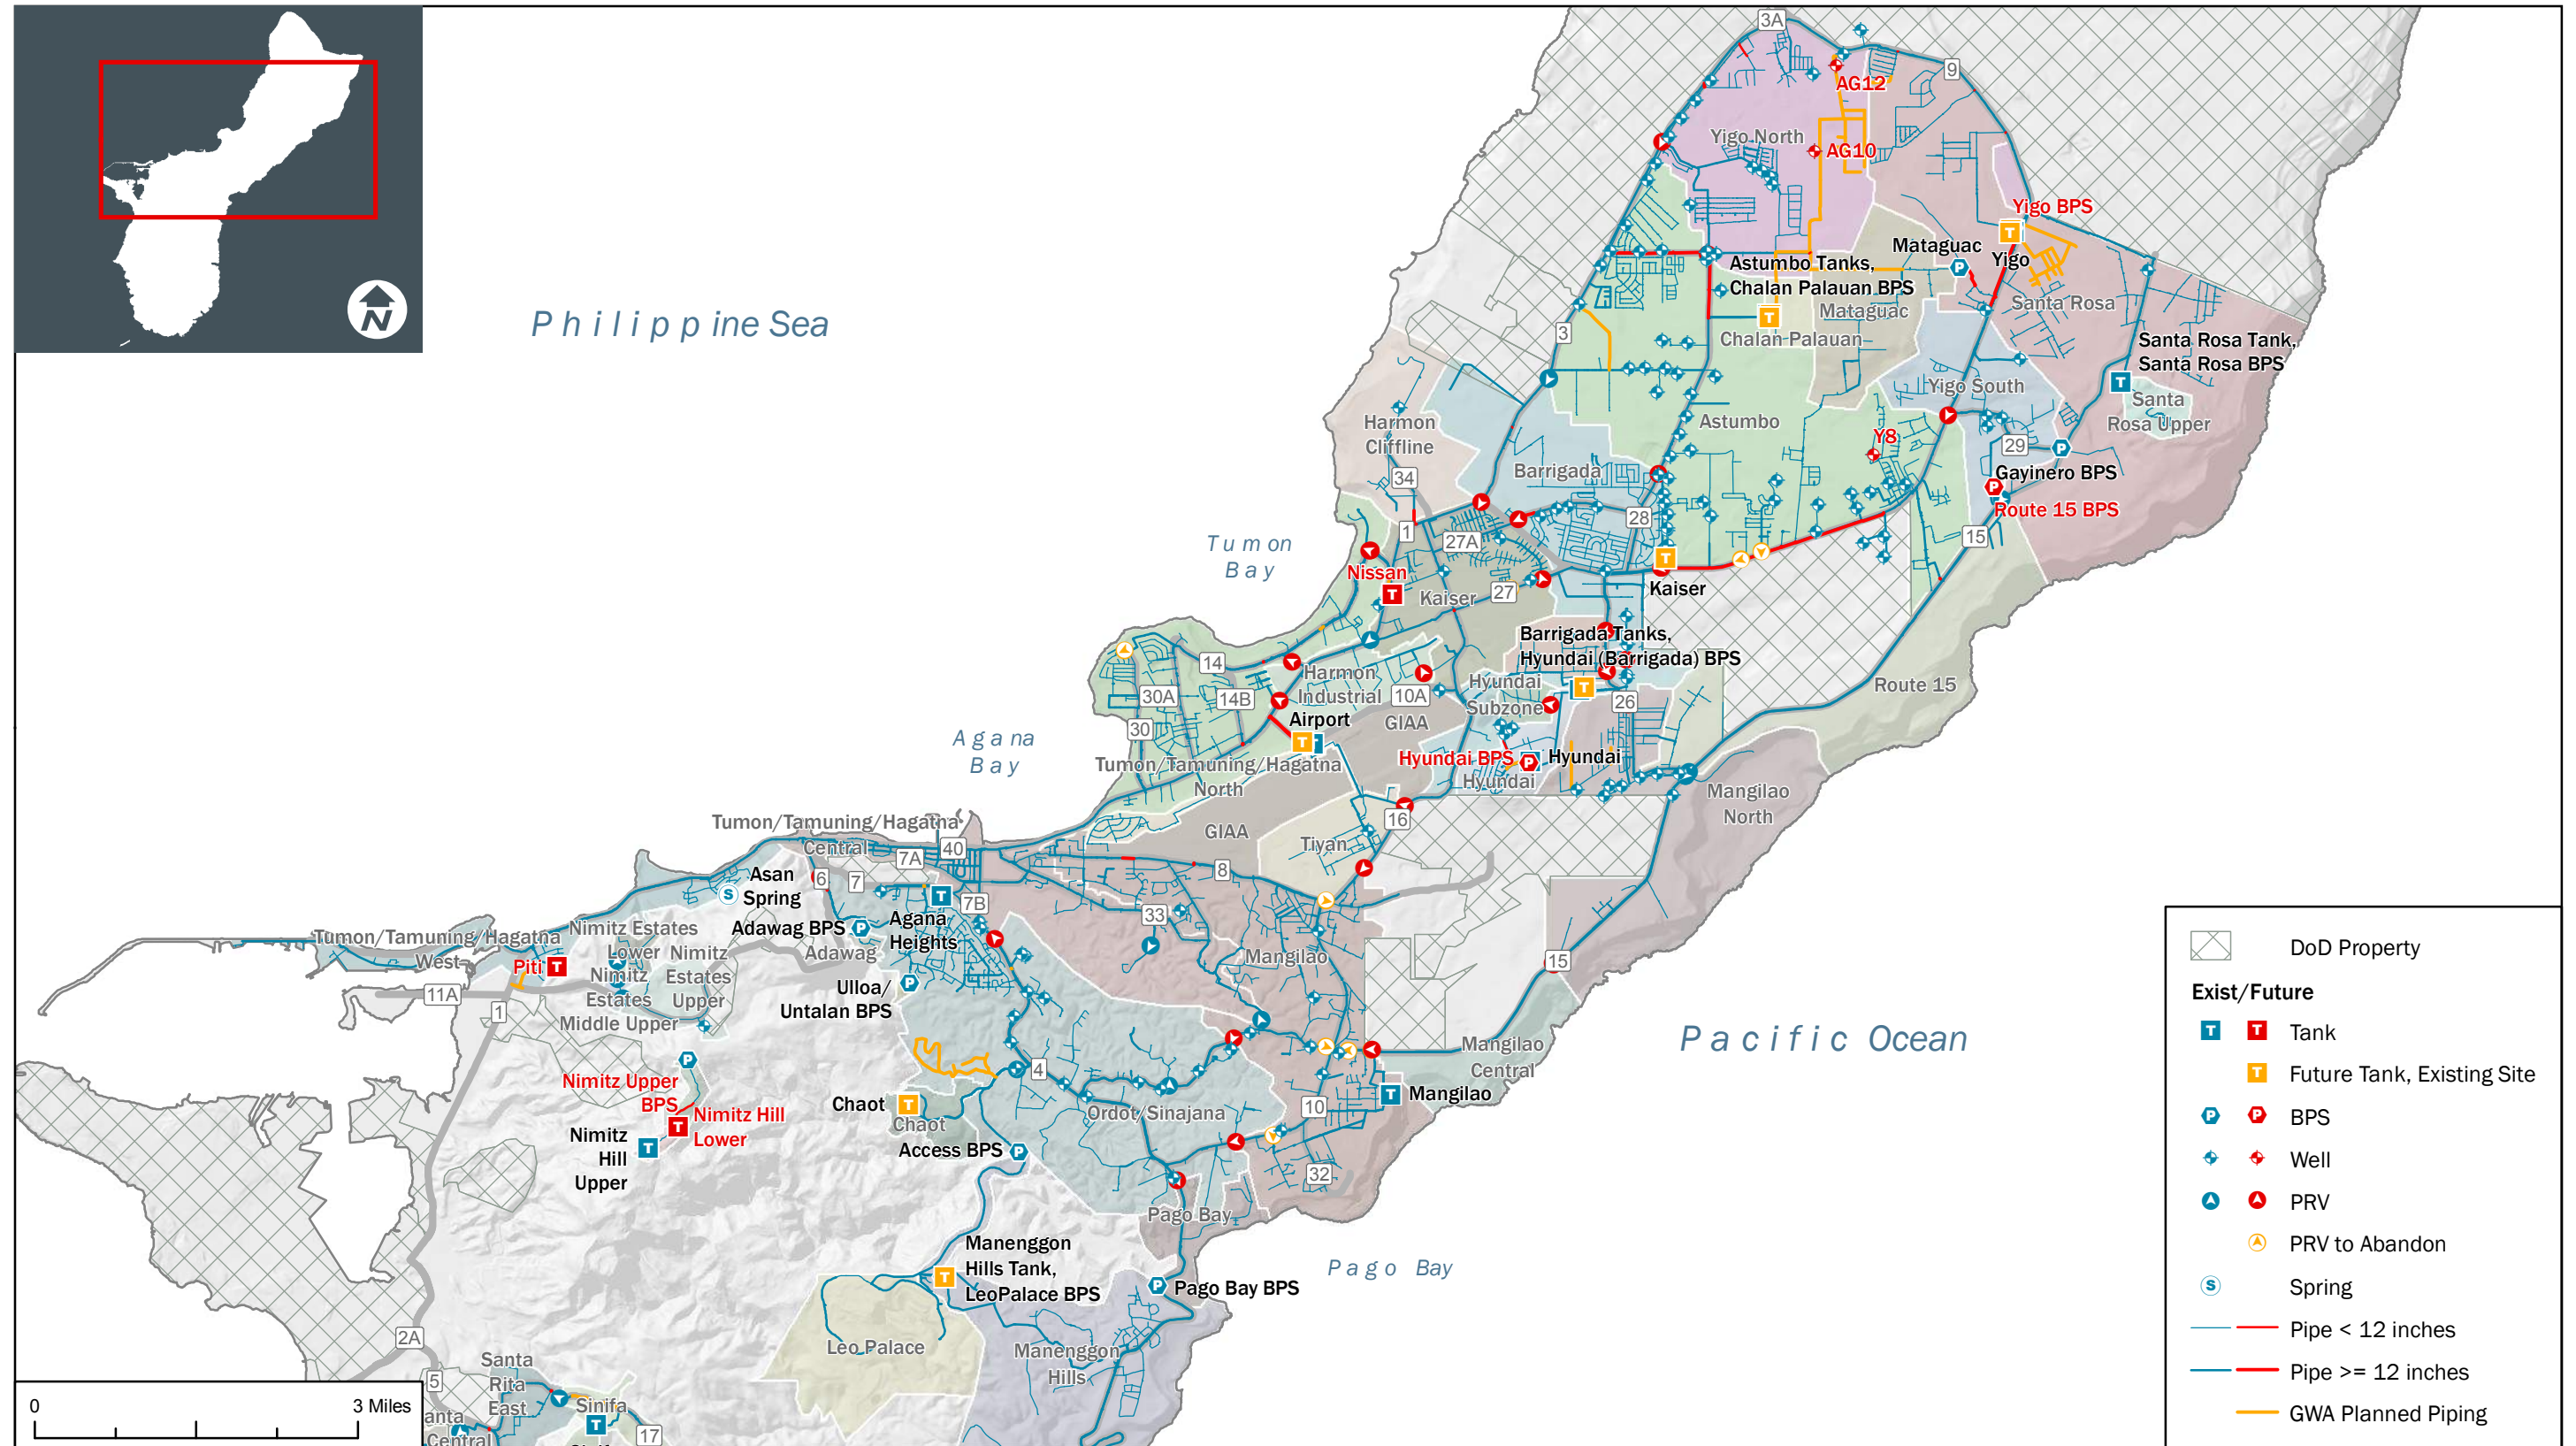 N
3A
9
AG12
Yigo North
AG10
Yigo BPS
Mataguac
Yigo
Astumbo Tanks,
Chalan Palauan BPS
Santa Rosa
Mataguac
Philippine Sea
3
Chalan Palauan
Santa Rosa Tank,
Santa Rosa BPS
Yigo South
Santa
Rosa Upper
Harmon
Cliffline
Astumbo
Y8
29
Barrigada
34
Gayinero BPS
Route 15 BPS
28
1
27A
15
Tumon
Bay
Nissan
Kaiser
27
Kaiser
Barrigada Tanks,
Hyundai (Barrigada) BPS
14
Harmon
Industrial
Hyundai
Subzone
Route 15
30A
14B
10A
26
GIAA
Airport
30
Agana
Bay
Hyundai BPS
Hyundai
Tumon/Tamuning/Hagatna
North
Hyundai
Mangilao
North
16
Tumon/Tamuning/Hagatna
Central
GIAA
Tiyan
40
7A
8
Asan
Spring
6
7
7B
33
Agana
Heights
Adawag BPS
Adawag
Nimitz Estates
Lower
Tumon/Tamuning/Hagatna
West
Piti
Nimitz
Estates
Upper
Nimitz
Estates
Middle Upper
Mangilao
15
DoD Property
Exist/Future
11A
1
Ulloa/
Untalan BPS
Pacific Ocean
T
T
Tank
Mangilao
Central
4
T
Future Tank, Existing Site
Nimitz Upper
BPS
Nimitz Hill
Lower
Chaot
Chaot
Ordot/Sinajana
10
Mangilao
P
P
BPS
Nimitz
Hill
Upper
Access BPS
Well
32
PRV
Pago Bay
Manenggon
Hills Tank,
LeoPalace BPS
PRV to Abandon
Pago Bay
Pago Bay BPS
S
Spring
2A
Leo Palace
Manenggon
Hills
Pipe < 12 inches
Santa
Rita
East
5
Pipe >= 12 inches
0
3 Miles
Sinifa
GWA Planned Piping
anta
Central
17